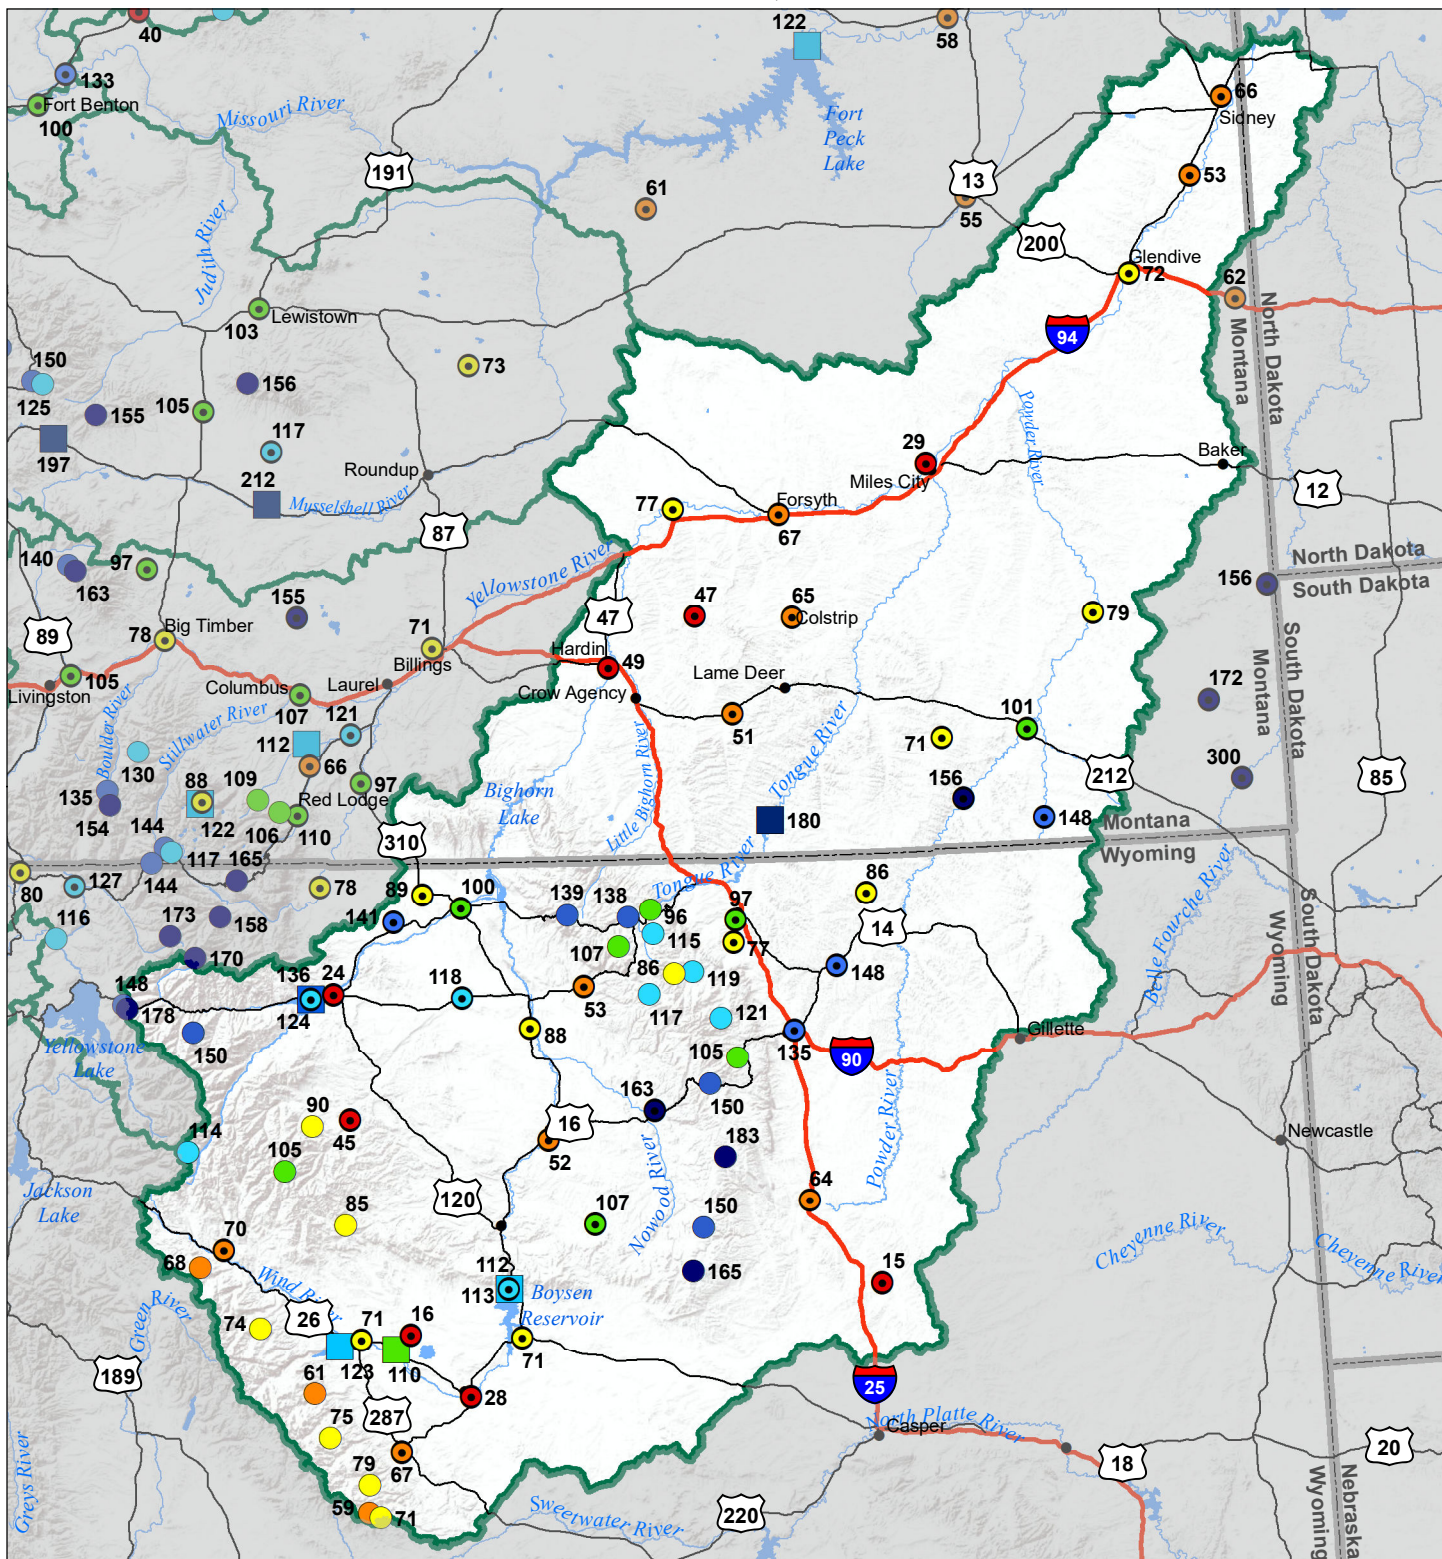 40
122
58
133
Fort Benton
100
Missouri River
Fort
Peck
Lake
66
Sidney
191
13
53
61
55
Judith River
200
Glendive
72
62
North Dakota
Montana
103
Lewistown
94
150
73
125
156
155
105
Powder River
117
29
Baker
197
Roundup
Miles City
12
212
Musselshell River
77
Forsyth
67
87
140
97
163
Yellowstone River
North Dakota
South Dakota
156
155
47
47
65
Colstrip
79
89
78
Big Timber
71
Billings
Hardin
49
South Dakota
Montana
105
Livingston
Columbus
Laurel
Crow Agency
Lame Deer
172
107
121
51
101
Boulder River
Stillwater River
112
71
130
66
Little Bighorn River
Tongue River
212
300
85
135
154
88
109
97
Bighorn
Lake
156
122
106
Red Lodge
110
180
148
144
310
Montana
Wyoming
117
165
144
80
127
78
89
100
139
138
Tongue River
96
97
86
14
Belle Fourche River
South Dakota
Wyoming
116
173
158
141
107
115
77
170
86
119
148
148
178
136
24
118
53
117
121
124
150
88
135
Gillette
Yellowstone
Lake
105
90
163
150
Powder River
90
45
16
Newcastle
114
52
183
105
Nowood River
Jackson
Lake
120
64
85
107
150
Cheyenne River
Cheyenne River
70
68
165
15
Wind River
112
113
Boysen
Reservoir
Green River
74
26
71
16
71
123
110
189
61
28
25
287
75
North Platte River
Casper
67
18
20
79
59
71
Greys River
Sweetwater River
220
Nebraska
Wyoming